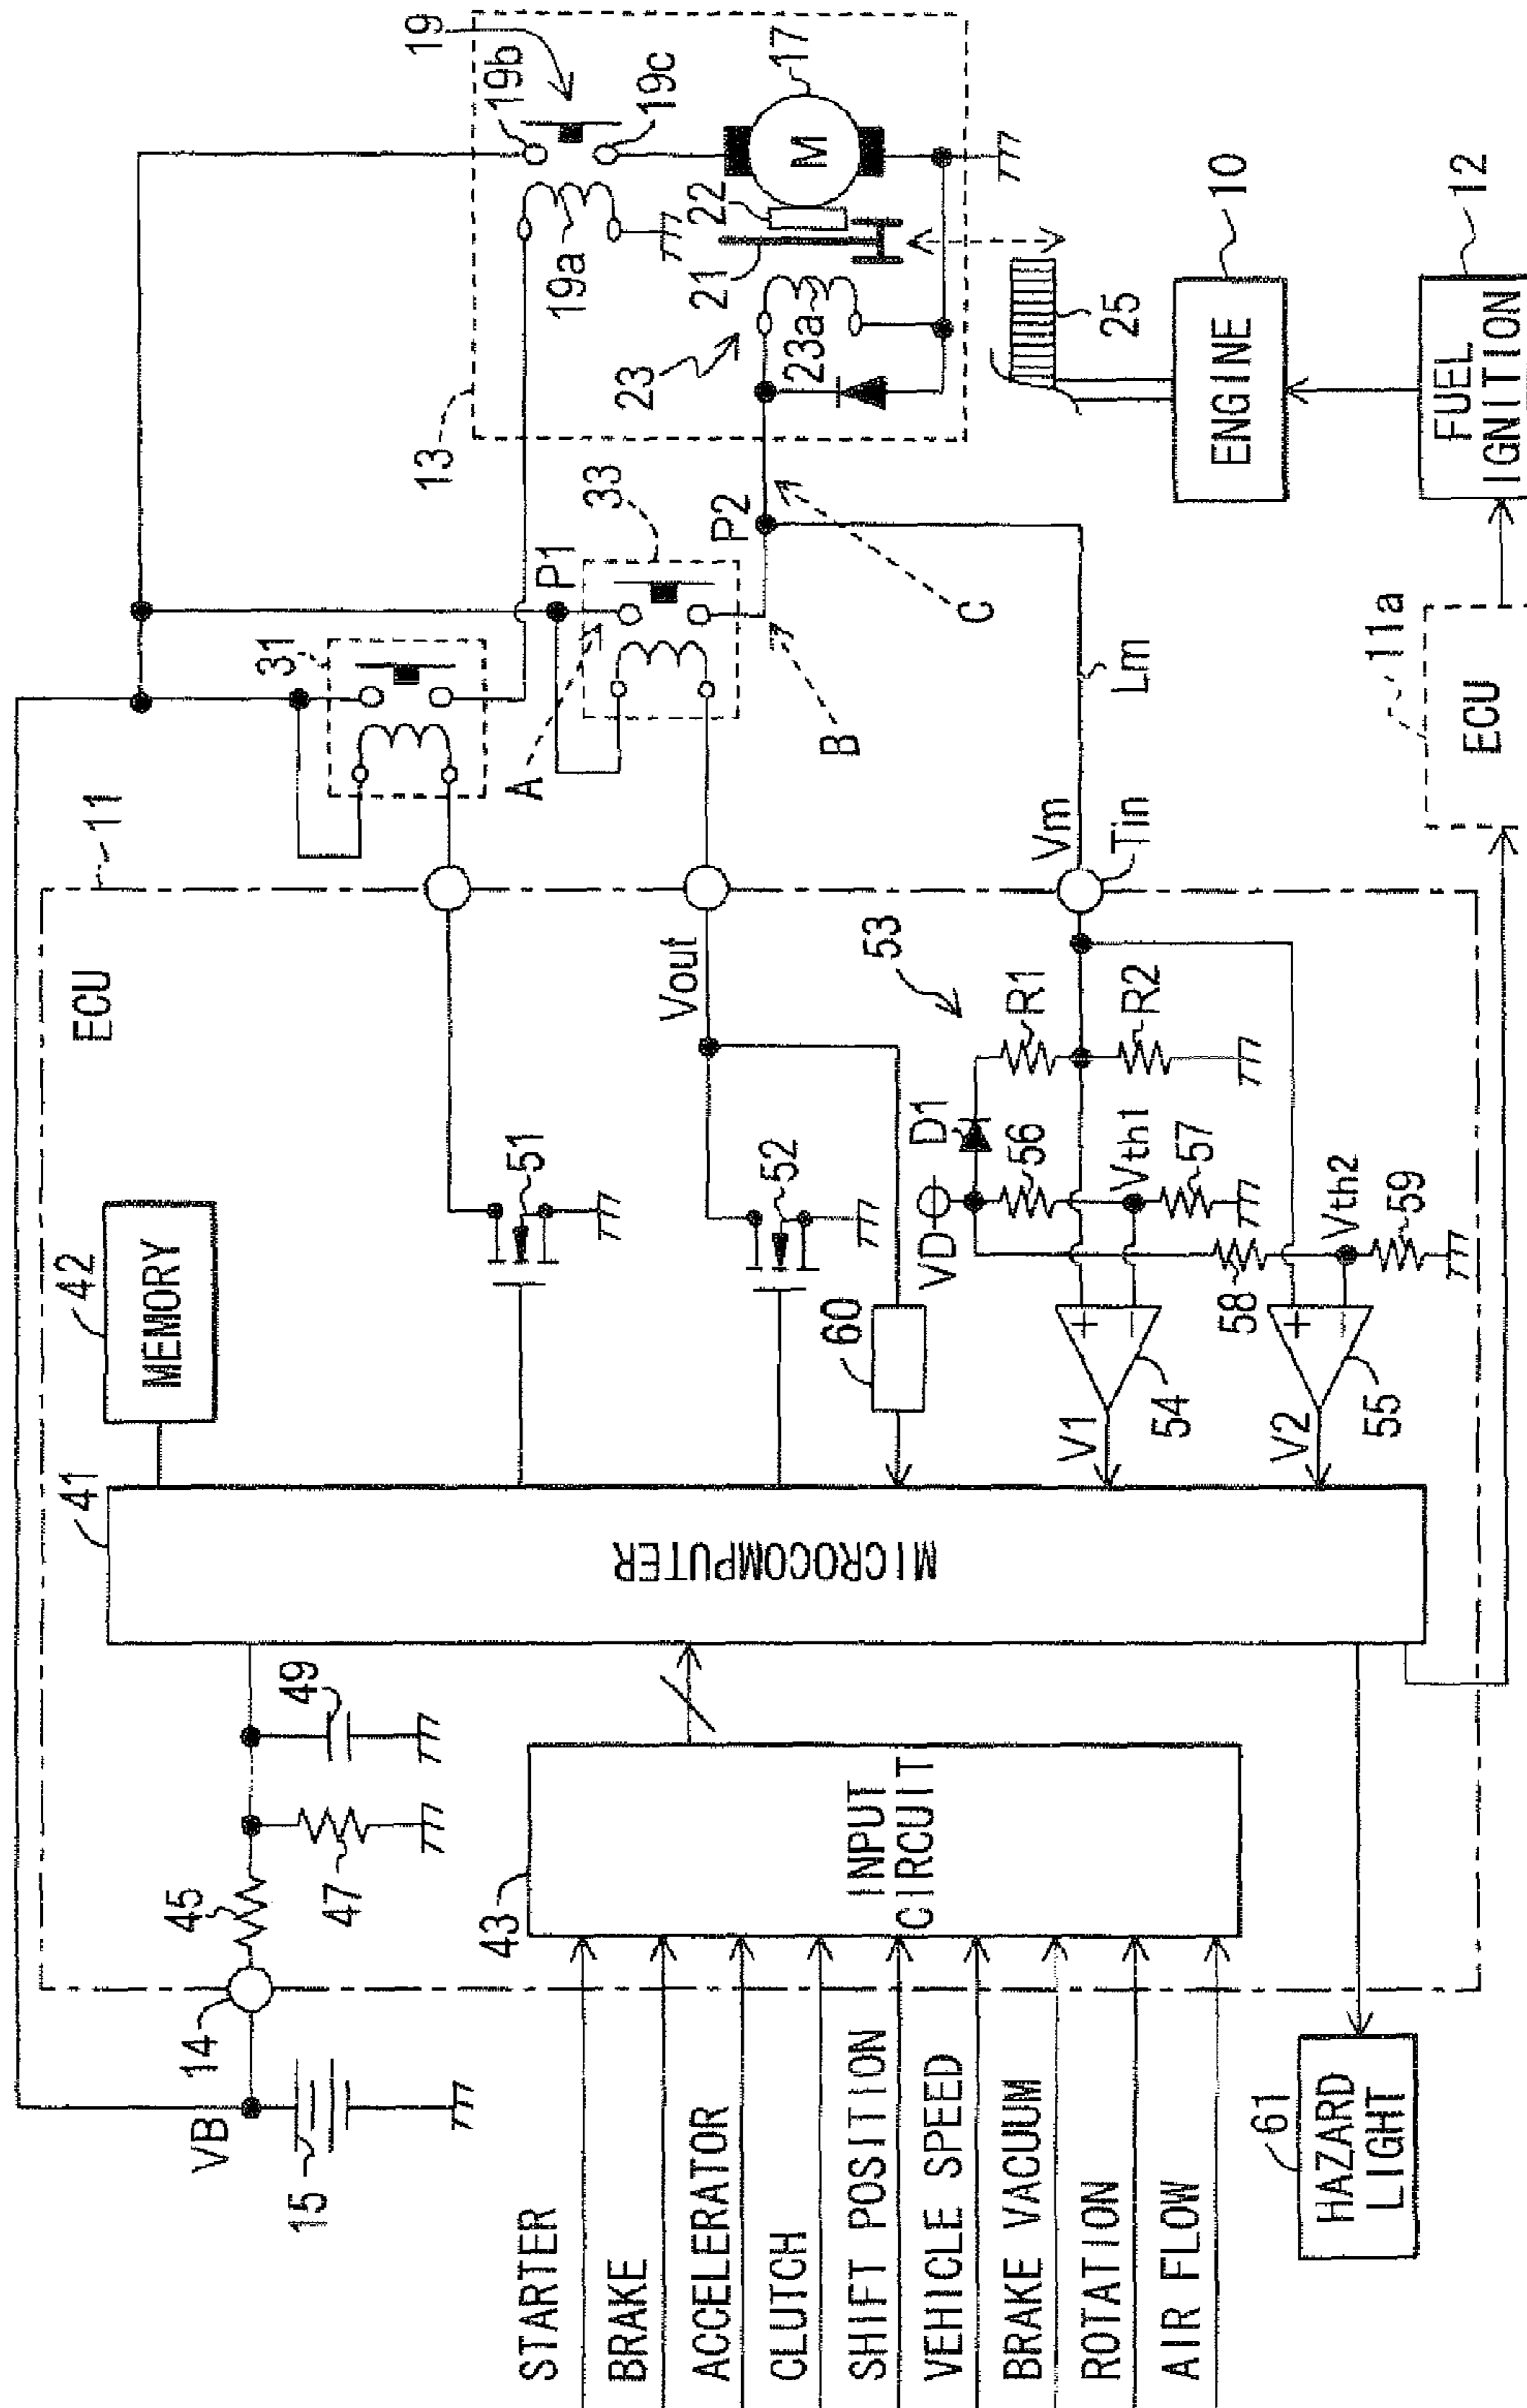 VB
15
14
45
47
49
ECU
11
41
MICROCOMPUTER
42
MEMORY
43
INPUT
CIRCUIT
STARTER
BRAKE
ACCELERATOR
CLUTCH
SHIFT POSITION
VEHICLE SPEED
BRAKE VACUUM
ROTATION
AIR FLOW
61
HAZARD
LIGHT
51
52
Vout
60
53
VD
D1
R1
R2
56
Vth1
57
58
Vth2
59
+
−
54
V1
+
−
55
V2
Vm
Tin
Lm
31
33
P1
P2
A
B
C
13
19
19a
19b
19c
17
M
21
22
23
23a
25
10
ENGINE
12
FUEL
IGNITION
11a
ECU